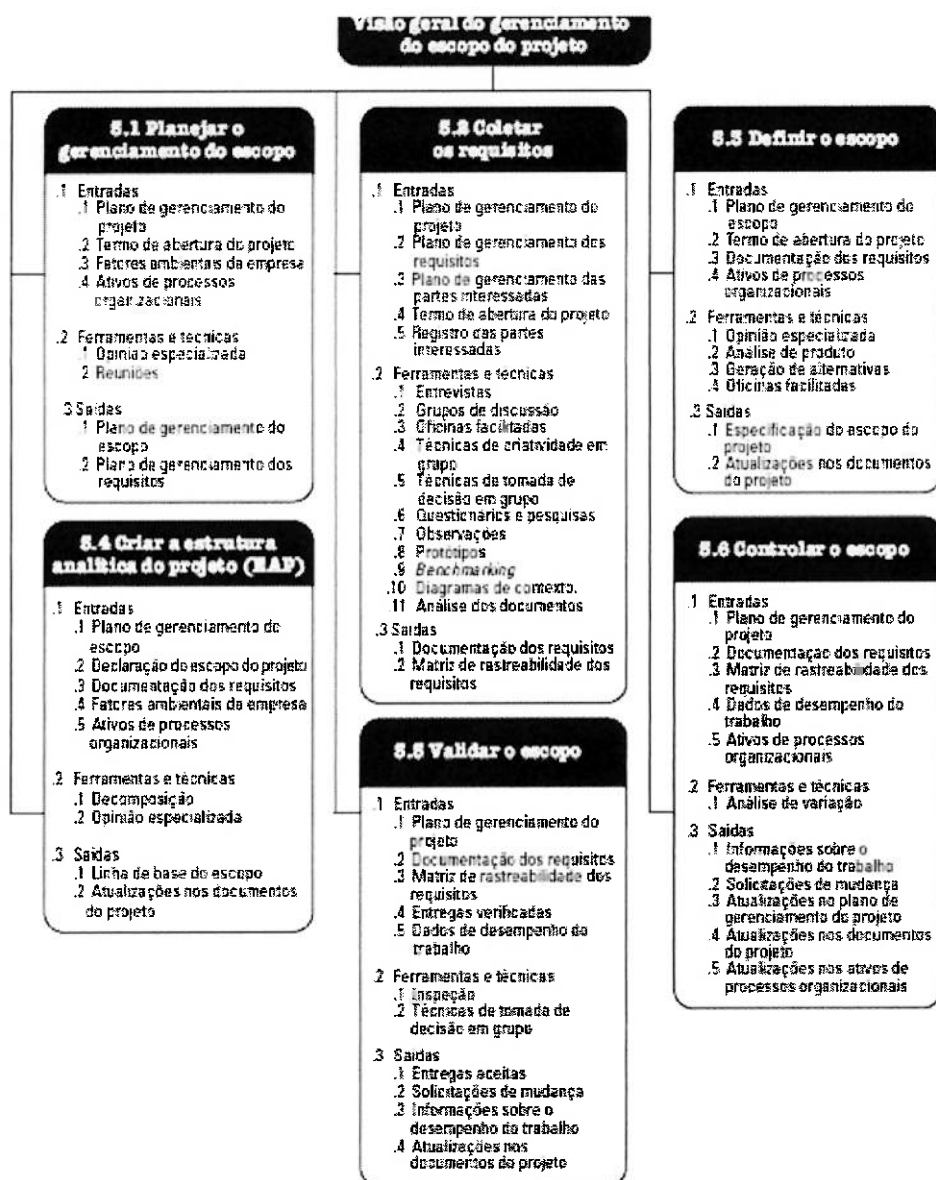 Visão geral do gerenciamento
do escopo do projeto
5.1 Planejar o
gerenciamento do escopo
.1 Entradas
.1 Plano de gerenciamento do
projeto
.2 Termo de abertura do projeto
.3 Fatores ambientais da empresa
.4 Ativos de processos
organizacionais
.2 Ferramentas e técnicas
.1 Opinião especializada
.2 Reuniões
.3 Saídas
.1 Plano de gerenciamento do
escopo
.2 Plano de gerenciamento dos
requisitos
5.2 Coletar
os requisitos
.1 Entradas
.1 Plano de gerenciamento do
projeto
.2 Plano de gerenciamento dos
requisitos
.3 Plano de gerenciamento das
partes interessadas
.4 Termo de abertura do projeto
.5 Registro das partes
interessadas
.2 Ferramentas e técnicas
.1 Entrevistas
.2 Grupos de discussão
.3 Oficinas facilitadas
.4 Técnicas de criatividade em
grupo
.5 Técnicas de tomada de
decisão em grupo
.6 Questionários e pesquisas
.7 Observações
.8 Protótipos
.9 Benchmarking
.10 Diagramas de contexto.
.11 Análise dos documentos
.3 Saídas
.1 Documentação dos requisitos
.2 Matriz de rastreabilidade dos
requisitos
5.3 Definir o escopo
.1 Entradas
.1 Plano de gerenciamento do
escopo
.2 Termo de abertura do projeto
.3 Documentação dos requisitos
.4 Ativos de processos
organizacionais
.2 Ferramentas e técnicas
.1 Opinião especializada
.2 Análise de produto
.3 Geração de alternativas
.4 Oficinas facilitadas
.3 Saídas
.1 Especificação do escopo do
projeto
.2 Atualizações nos documentos
do projeto
5.4 Criar a estrutura
analítica do projeto (EAP)
.1 Entradas
.1 Plano de gerenciamento do
escopo
.2 Declaração do escopo do projeto
.3 Documentação dos requisitos
.4 Fatores ambientais da empresa
.5 Ativos de processos
organizacionais
.2 Ferramentas e técnicas
.1 Decomposição
.2 Opinião especializada
.3 Saídas
.1 Linha de base do escopo
.2 Atualizações nos documentos
do projeto
5.5 Validar o escopo
.1 Entradas
.1 Plano de gerenciamento do
projeto
.2 Documentação dos requisitos
.3 Matriz de rastreabilidade dos
requisitos
.4 Entregas verificadas
.5 Dados de desempenho do
trabalho
.2 Ferramentas e técnicas
.1 Inspeção
.2 Técnicas de tomada de
decisão em grupo
.3 Saídas
.1 Entregas aceitas
.2 Solicitações de mudança
.3 Informações sobre o
desempenho do trabalho
.4 Atualizações nos
documentos do projeto
5.6 Controlar o escopo
.1 Entradas
.1 Plano de gerenciamento do
projeto
.2 Documentação dos requisitos
.3 Matriz de rastreabilidade dos
requisitos
.4 Dados de desempenho do
trabalho
.5 Ativos de processos
organizacionais
.2 Ferramentas e técnicas
.1 Análise de variação
.3 Saídas
.1 Informações sobre o
desempenho do trabalho
.2 Solicitações de mudança
.3 Atualizações no plano de
gerenciamento do projeto
.4 Atualizações nos documentos
do projeto
.5 Atualizações nos ativos de
processos organizacionais